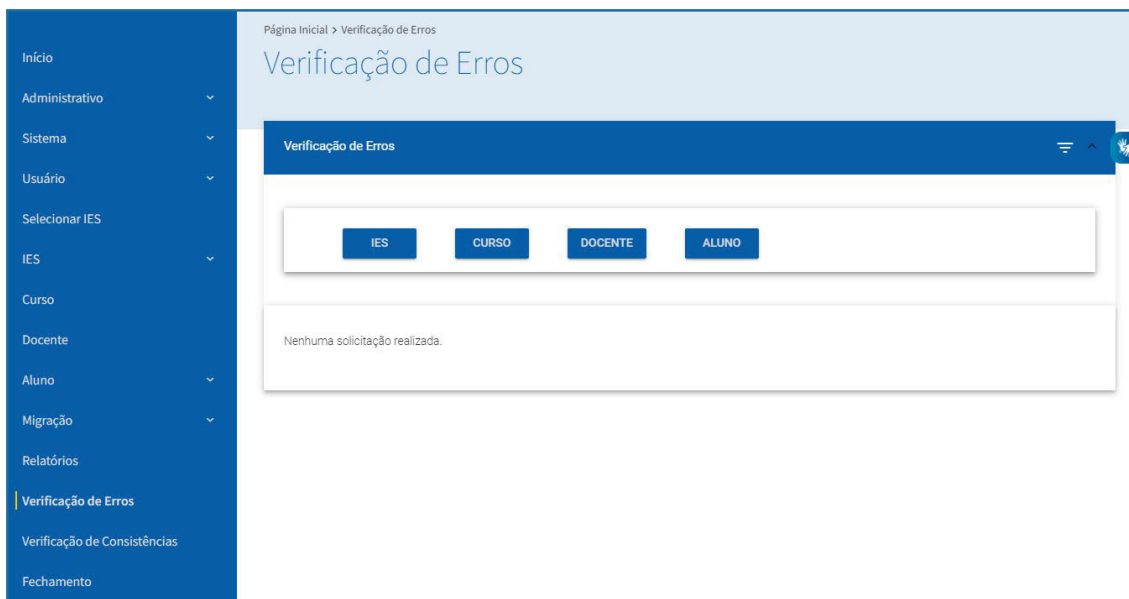 Página Inicial > Verificação de Erros
Verificação de Erros
Início
Administrativo
Sistema
Usuário
Selecionar IES
IES
Curso
Docente
Aluno
Migração
Relatórios
Verificação de Erros
Verificação de Consistências
Fechamento
Verificação de Erros
IES CURSO DOCENTE ALUNO
Nenhuma solicitação realizada.